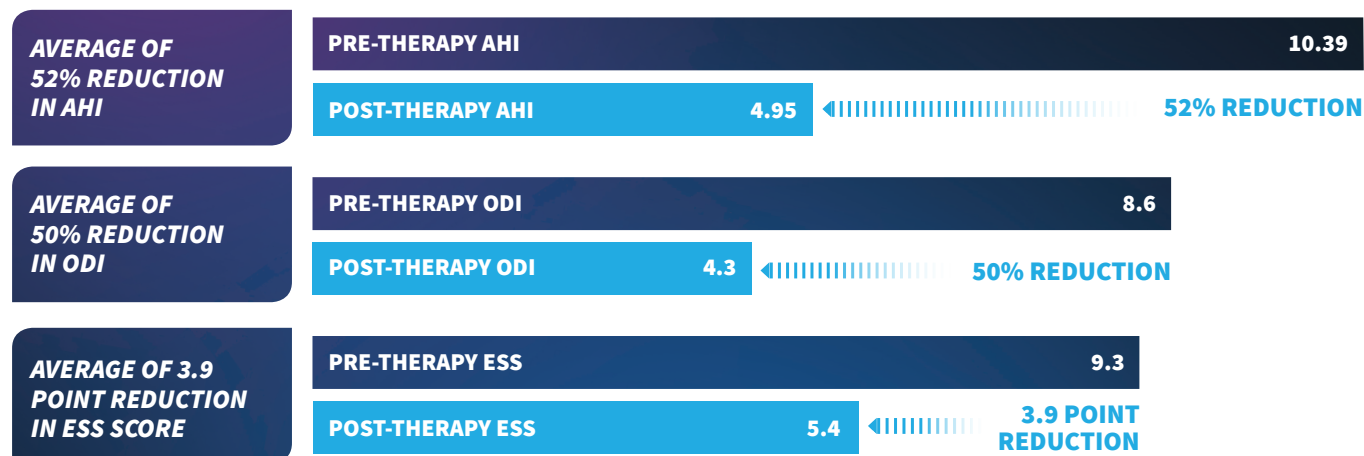 AVERAGE OF
52% REDUCTION
IN AHI
PRE-THERAPY AHI 10.39
POST-THERAPY AHI 4.95 52% REDUCTION
AVERAGE OF
50% REDUCTION
IN ODI
PRE-THERAPY ODI 8.6
POST-THERAPY ODI 4.3 50% REDUCTION
AVERAGE OF 3.9
POINT REDUCTION
IN ESS SCORE
PRE-THERAPY ESS 9.3
POST-THERAPY ESS 5.4
3.9 POINT
REDUCTION